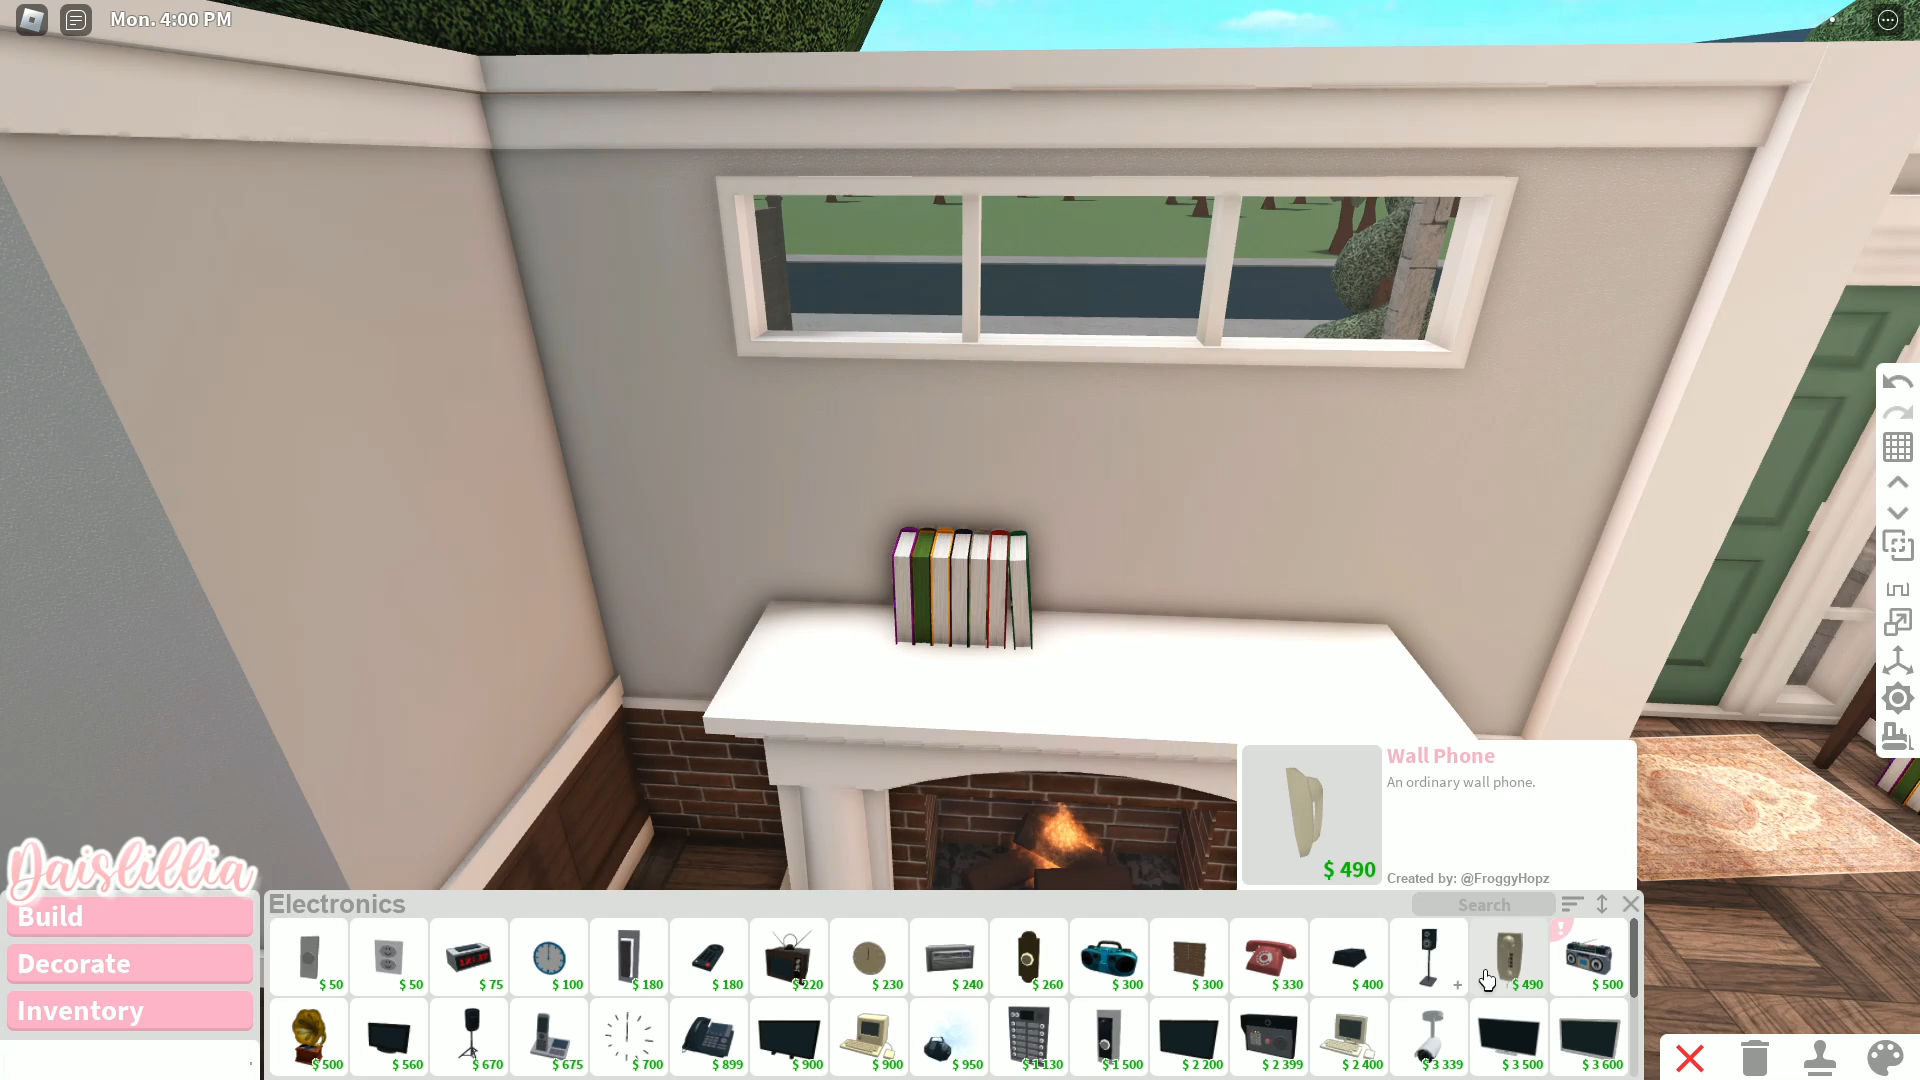 Mon. 4:00 PM
Wall Phone
An ordinary wall phone.
$ 490
Created by: @FroggyHopz
Daislillia
Build
Decorate
Inventory
Electronics
Search
$ 50
$ 50
$ 75
$ 100
$ 180
$ 180
$ 220
$ 230
$ 240
$ 260
$ 300
$ 300
$ 330
$ 400
+
$ 490
$ 500
$ 500
$ 560
$ 670
$ 675
$ 700
$ 899
$ 900
$ 900
$ 950
$ 1 130
$ 1 500
$ 2 200
$ 2 399
$ 2 400
$ 3 339
$ 3 500
$ 3 600